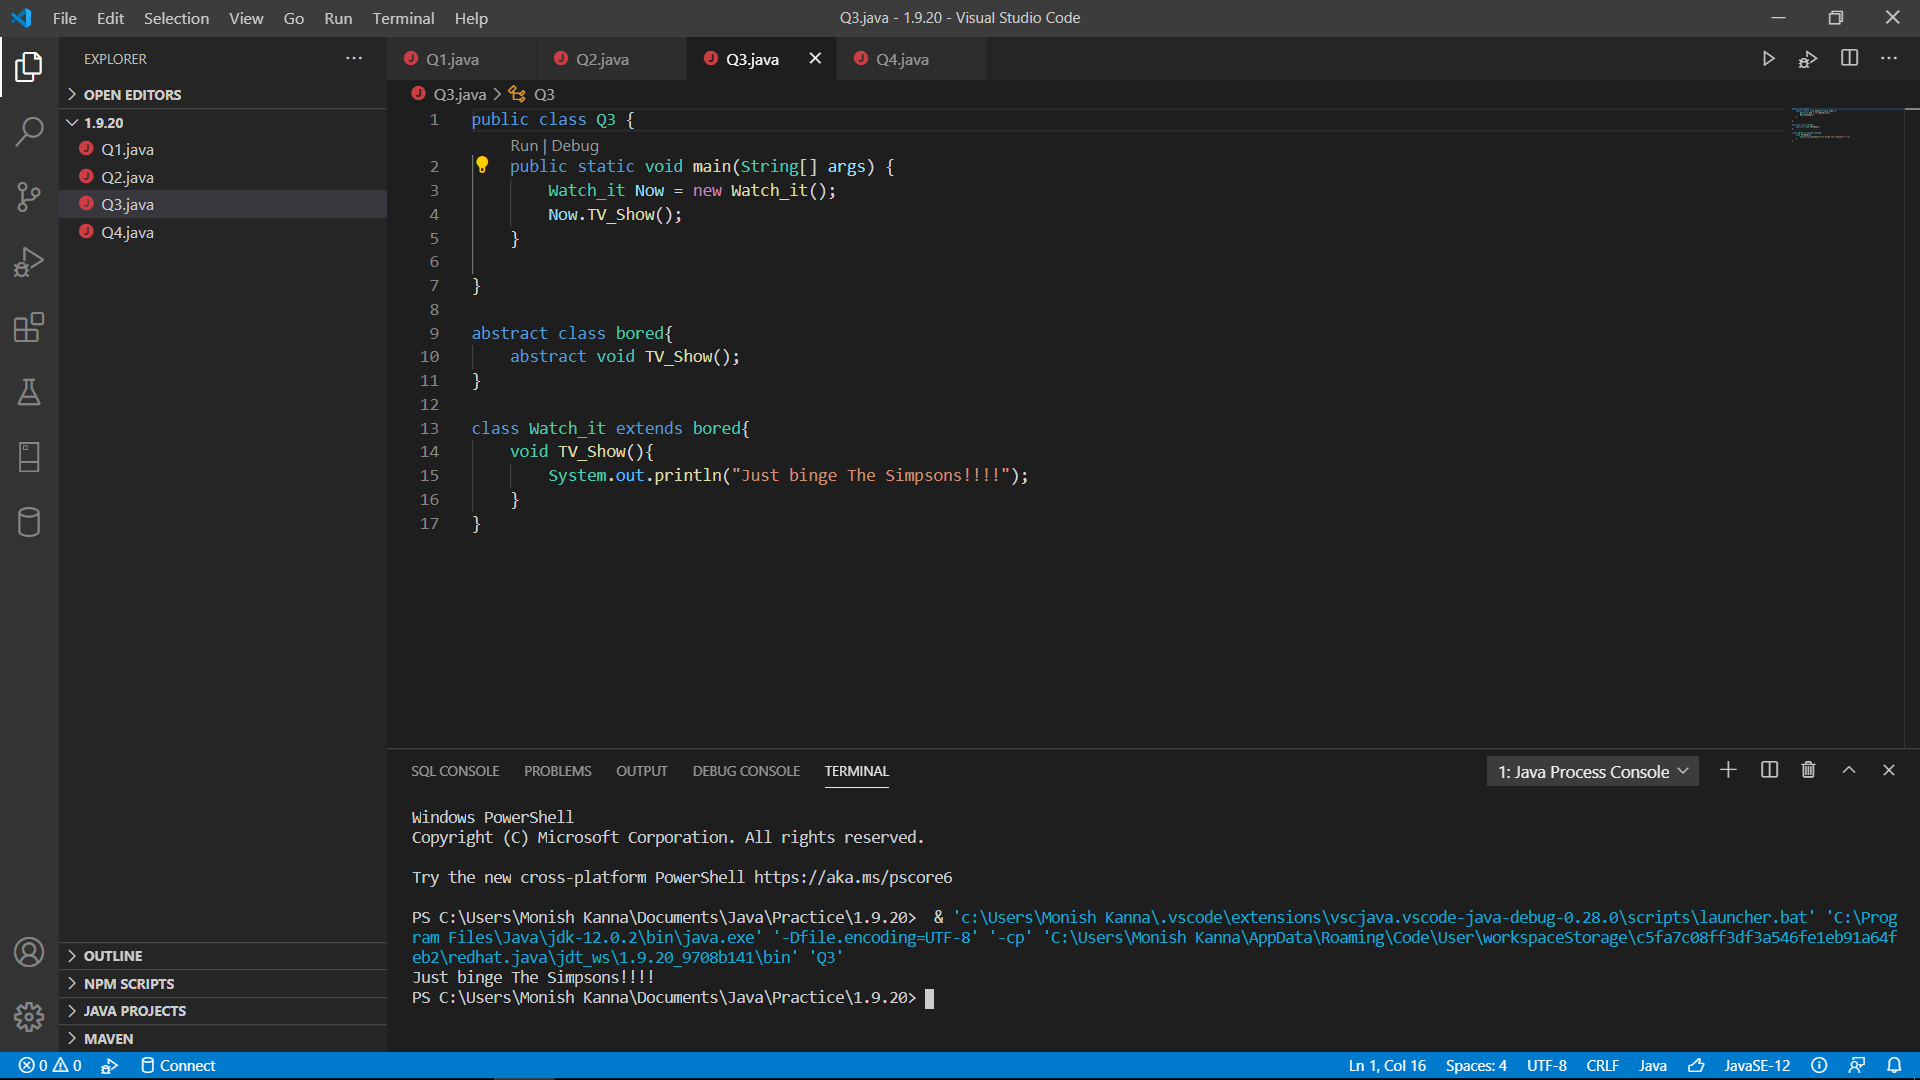 File Edit Selection View Go Run Terminal Help
Q3.java - 1.9.20 - Visual Studio Code
EXPLORER
OPEN EDITORS
1.9.20
Q1.java
Q2.java
Q3.java
Q4.java
OUTLINE
NPM SCRIPTS
JAVA PROJECTS
MAVEN
Q1.java Q2.java Q3.java Q4.java
Q3.java > Q3
1 public class Q3 {
Run | Debug
2 public static void main(String[] args) {
3 Watch_it Now = new Watch_it();
4 Now.TV_Show();
5 }
6
7 }
8
9 abstract class bored{
10 abstract void TV_Show();
11 }
12
13 class Watch_it extends bored{
14 void TV_Show(){
15 System.out.println("Just binge The Simpsons!!!!");
16 }
17 }
SQL CONSOLE PROBLEMS OUTPUT DEBUG CONSOLE TERMINAL
1: Java Process Console
Windows PowerShell
Copyright (C) Microsoft Corporation. All rights reserved.
Try the new cross-platform PowerShell https://aka.ms/pscore6
PS C:\Users\Monish Kanna\Documents\Java\Practice\1.9.20>  & 'c:\Users\Monish Kanna\.vscode\extensions\vscjava.vscode-java-debug-0.28.0\scripts\launcher.bat' 'C:\Prog
ram Files\Java\jdk-12.0.2\bin\java.exe' '-Dfile.encoding=UTF-8' '-cp' 'C:\Users\Monish Kanna\AppData\Roaming\Code\User\workspaceStorage\c5fa7c08ff3df3a546fe1eb91a64f
eb2\redhat.java\jdt_ws\1.9.20_9708b141\bin' 'Q3'
Just binge The Simpsons!!!!
PS C:\Users\Monish Kanna\Documents\Java\Practice\1.9.20>
0 0 Connect
Ln 1, Col 16 Spaces: 4 UTF-8 CRLF Java JavaSE-12